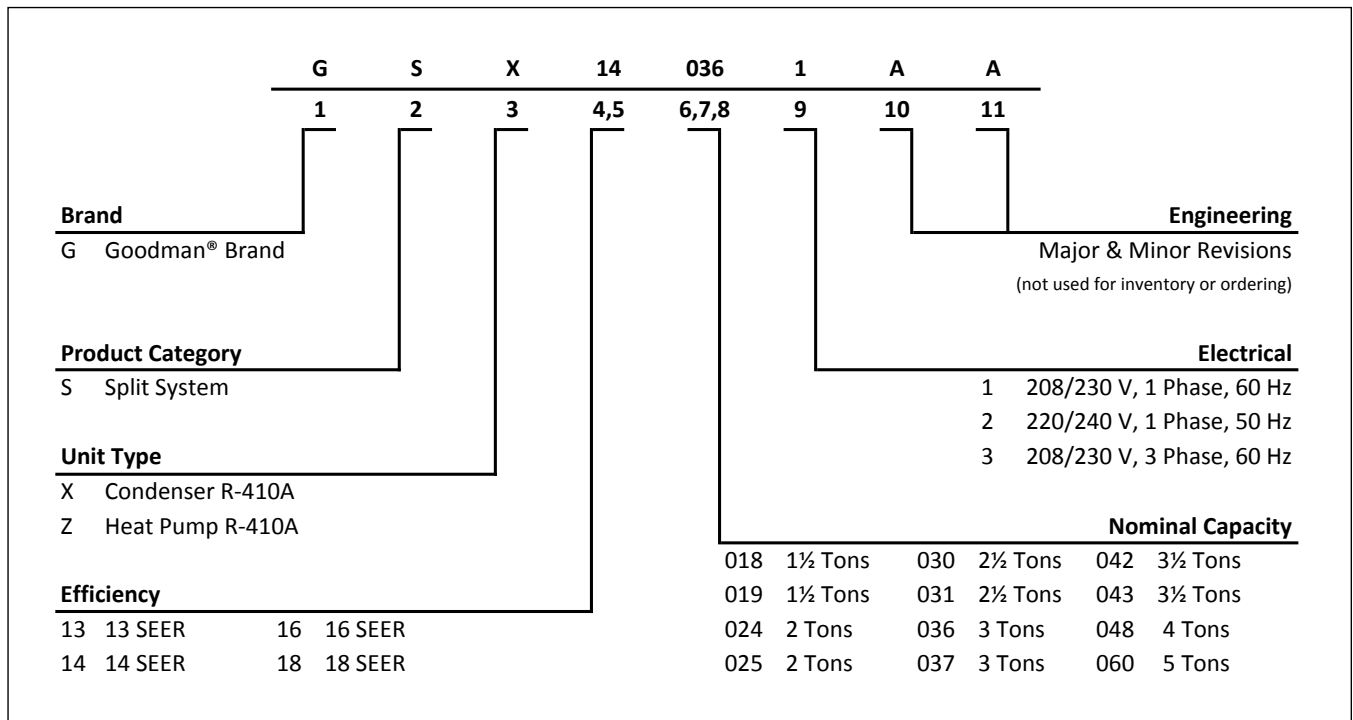 G S X 14 036 1 A A
1 2 3 4,5 6,7,8 9 10 11
Brand
G Goodman® Brand
Engineering
Major & Minor Revisions
(not used for inventory or ordering)
Product Category
S Split System
Electrical
1 208/230 V, 1 Phase, 60 Hz
2 220/240 V, 1 Phase, 50 Hz
3 208/230 V, 3 Phase, 60 Hz
Unit Type
X Condenser R-410A
Z Heat Pump R-410A
Nominal Capacity
018 1½ Tons 030 2½ Tons 042 3½ Tons
019 1½ Tons 031 2½ Tons 043 3½ Tons
024 2 Tons 036 3 Tons 048 4 Tons
025 2 Tons 037 3 Tons 060 5 Tons
Efficiency
13 13 SEER 16 16 SEER
14 14 SEER 18 18 SEER